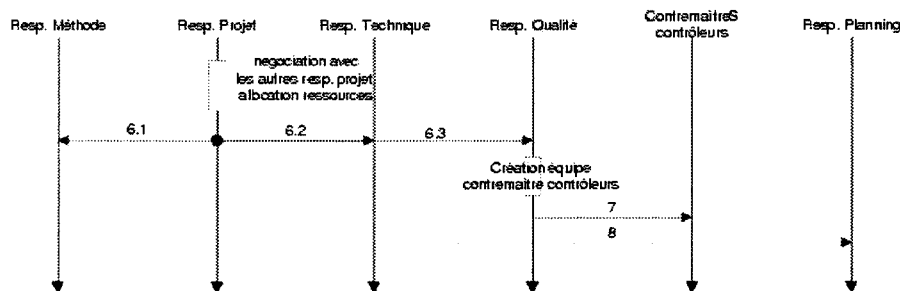 Resp. Méthode
Resp. Projet
Resp. Technique
Resp. Qualité
ContremaîtreS
contrôleurs
Resp. Planning
negociation avec
les autres resp. projet
allocation ressources
6.1
6.2
6.3
Création équipe
contremaitre contrôleurs
7
8